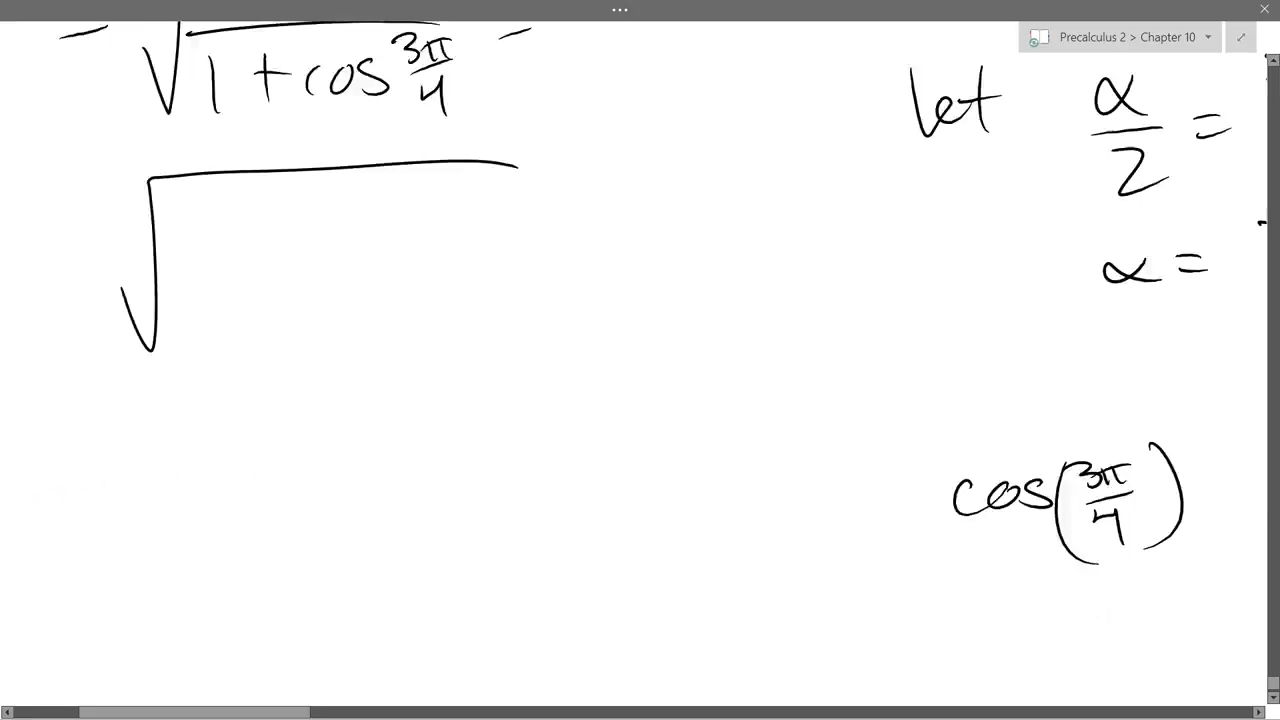 Precalculus 2 > Chapter 10
= √
1 + cos 3π/4 =
√
let α/2 =
α =
cos(3π/4)